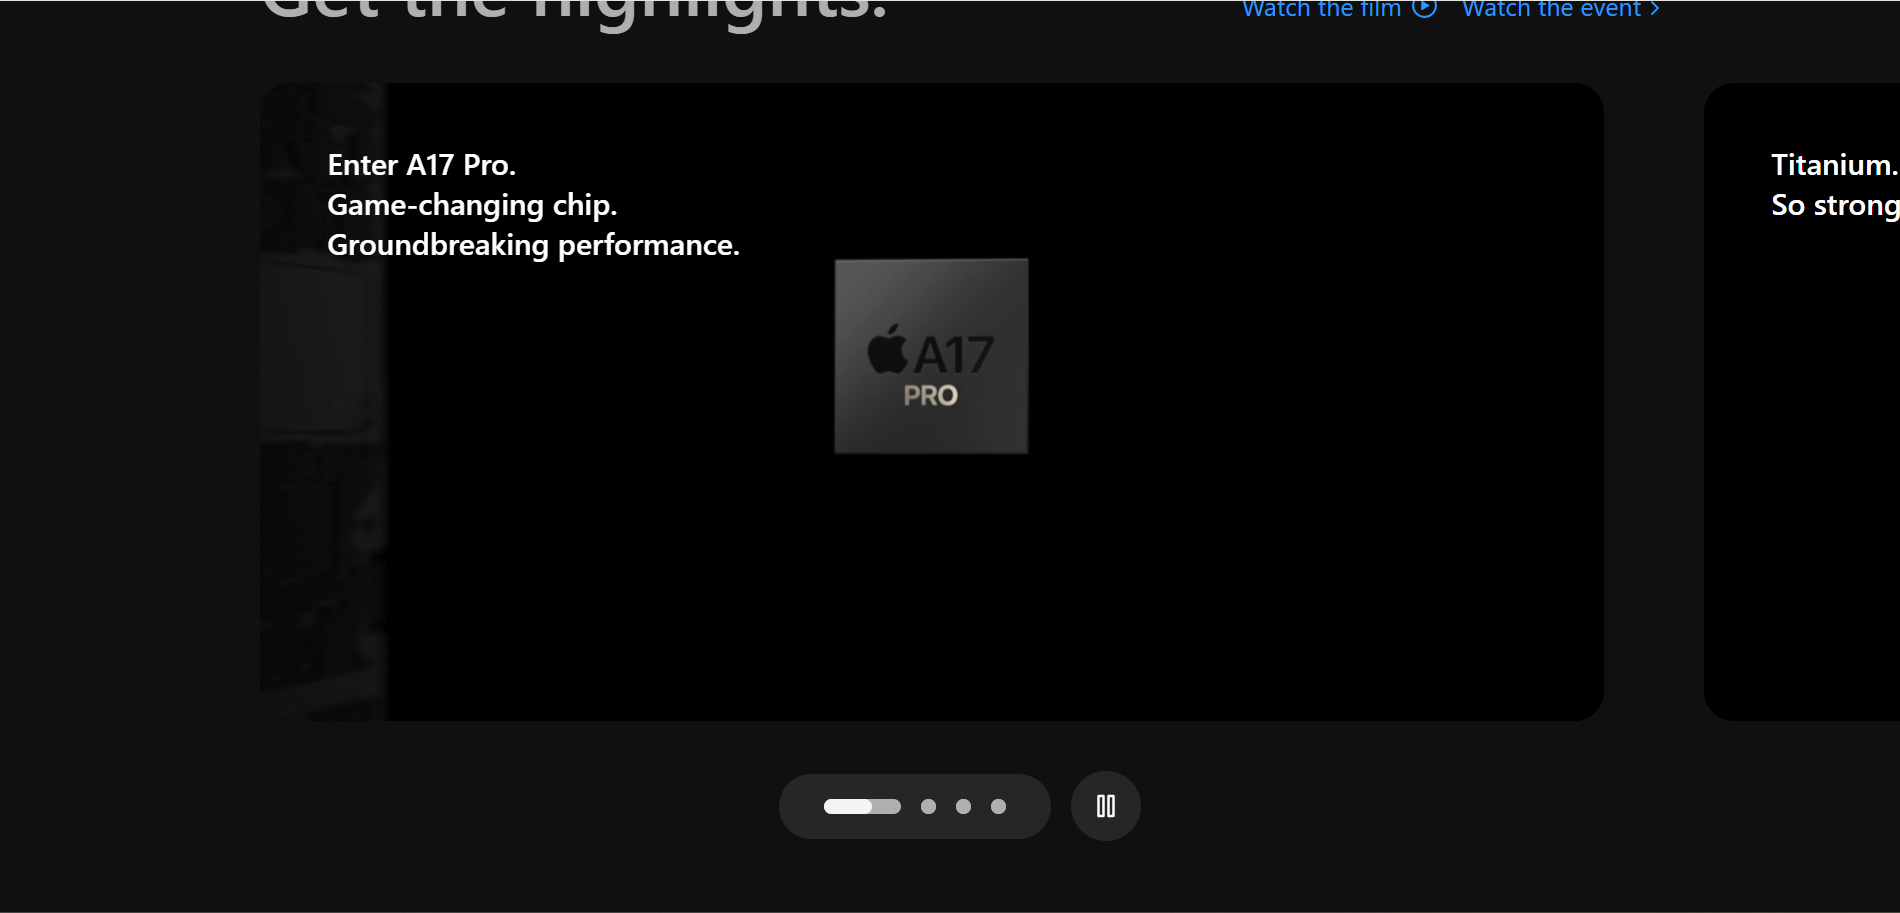 Get the highlights.
Watch the film
Watch the event
Enter A17 Pro.
Game-changing chip.
Groundbreaking performance.
A17
PRO
Titanium.
So strong